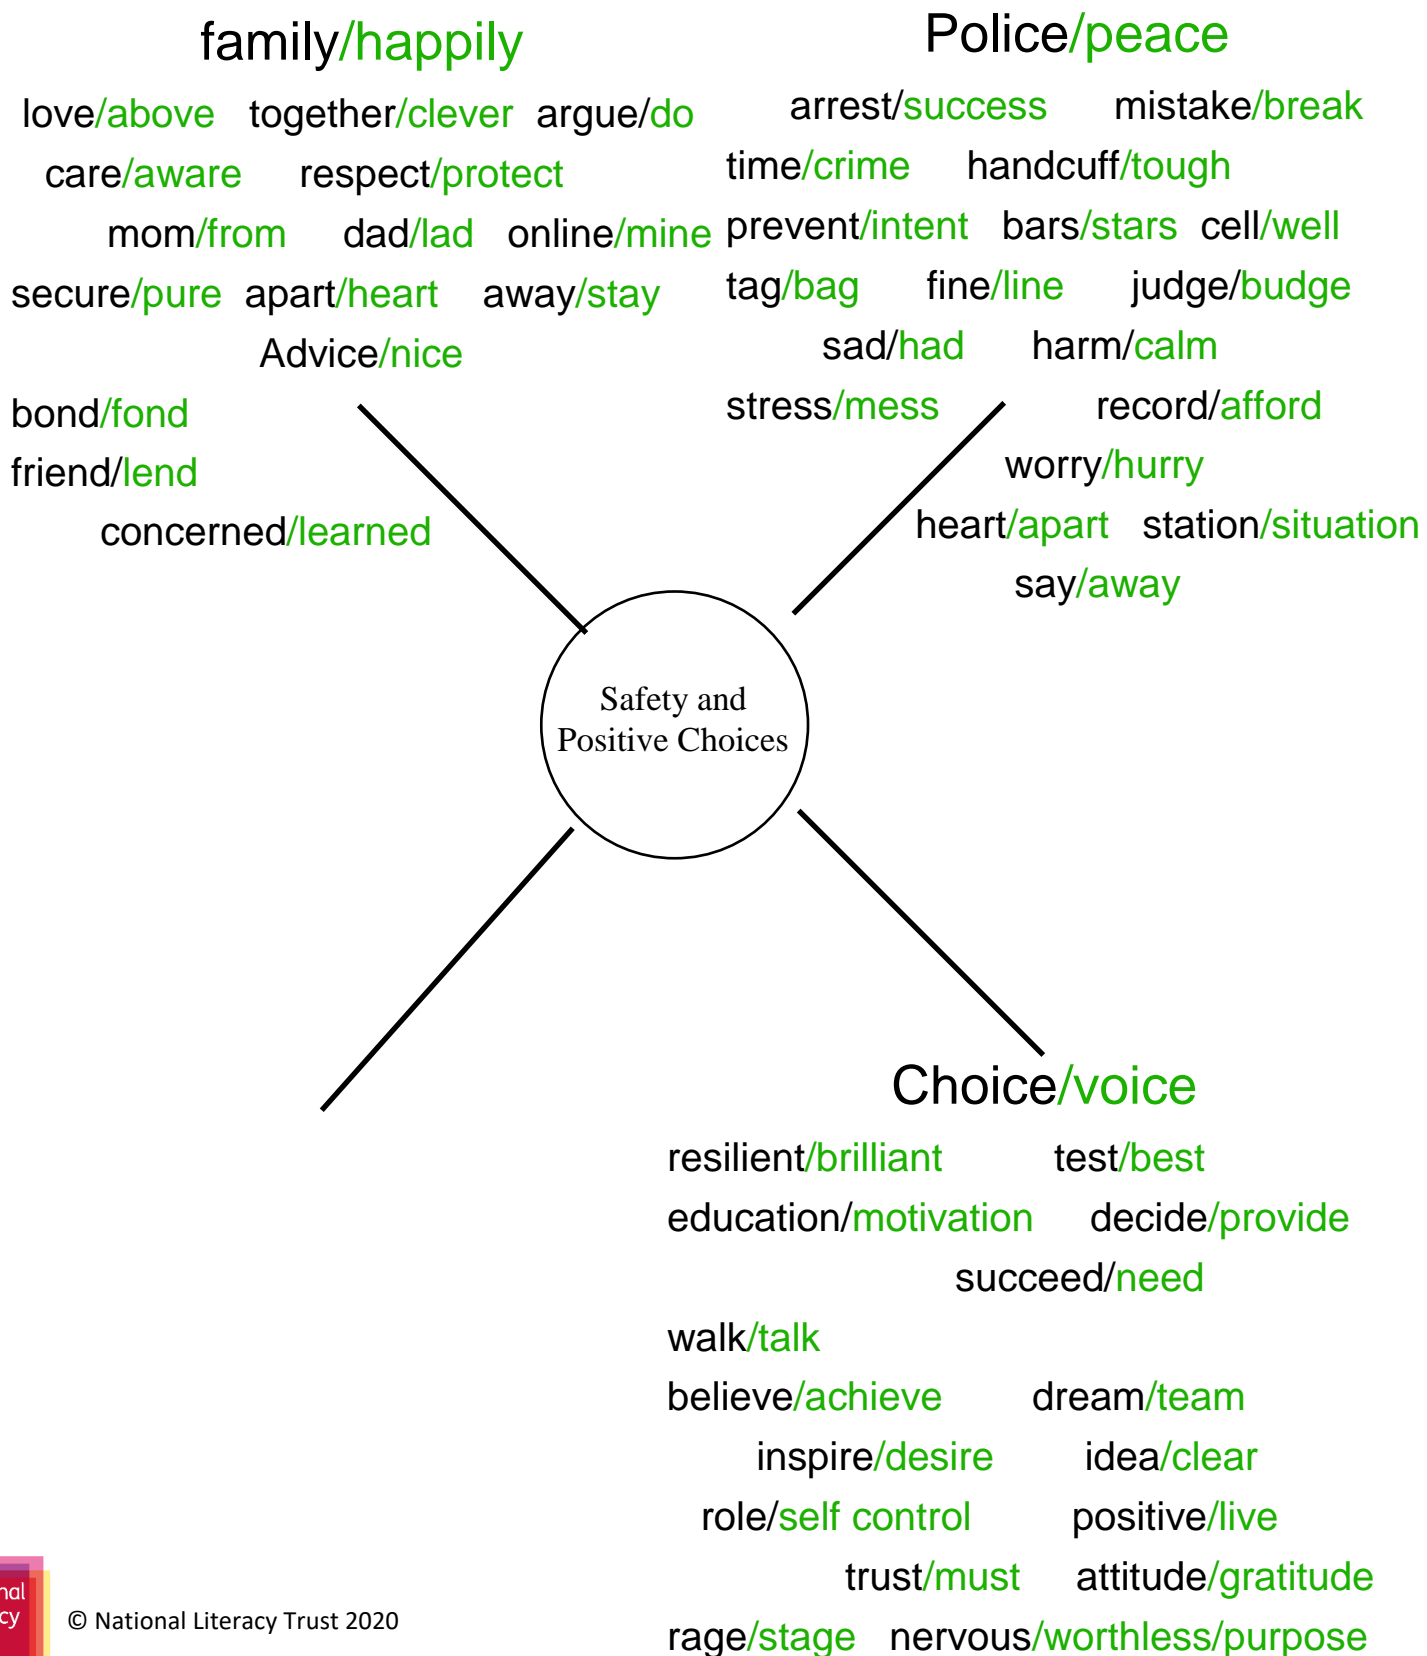 family/happily
love/above together/clever argue/do
care/aware respect/protect
mom/from dad/lad online/mine
secure/pure apart/heart away/stay
Advice/nice
bond/fond
friend/lend
concerned/learned
Police/peace
arrest/success mistake/break
time/crime handcuff/tough
prevent/intent bars/stars cell/well
tag/bag fine/line judge/budge
sad/had harm/calm
stress/mess record/afford
worry/hurry
heart/apart station/situation
say/away
Safety and
Positive Choices
Choice/voice
resilient/brilliant test/best
education/motivation decide/provide
succeed/need
walk/talk
believe/achieve dream/team
inspire/desire idea/clear
role/self control positive/live
trust/must attitude/gratitude
rage/stage nervous/worthless/purpose
© National Literacy Trust 2020